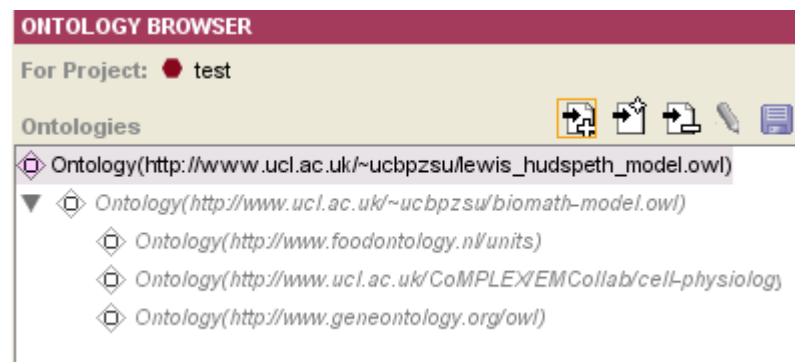 ONTOLOGY BROWSER
For Project: test
Ontologies
Ontology(http://www.ucl.ac.uk/~ucbpzsu/lewis_hudspeth_model.owl)
Ontology(http://www.ucl.ac.uk/~ucbpzsu/biomath-model.owl)
Ontology(http://www.foodontology.nl/units)
Ontology(http://www.ucl.ac.uk/CoMPLEX/EMCollab/cell-physiology
Ontology(http://www.geneontology.org/owl)